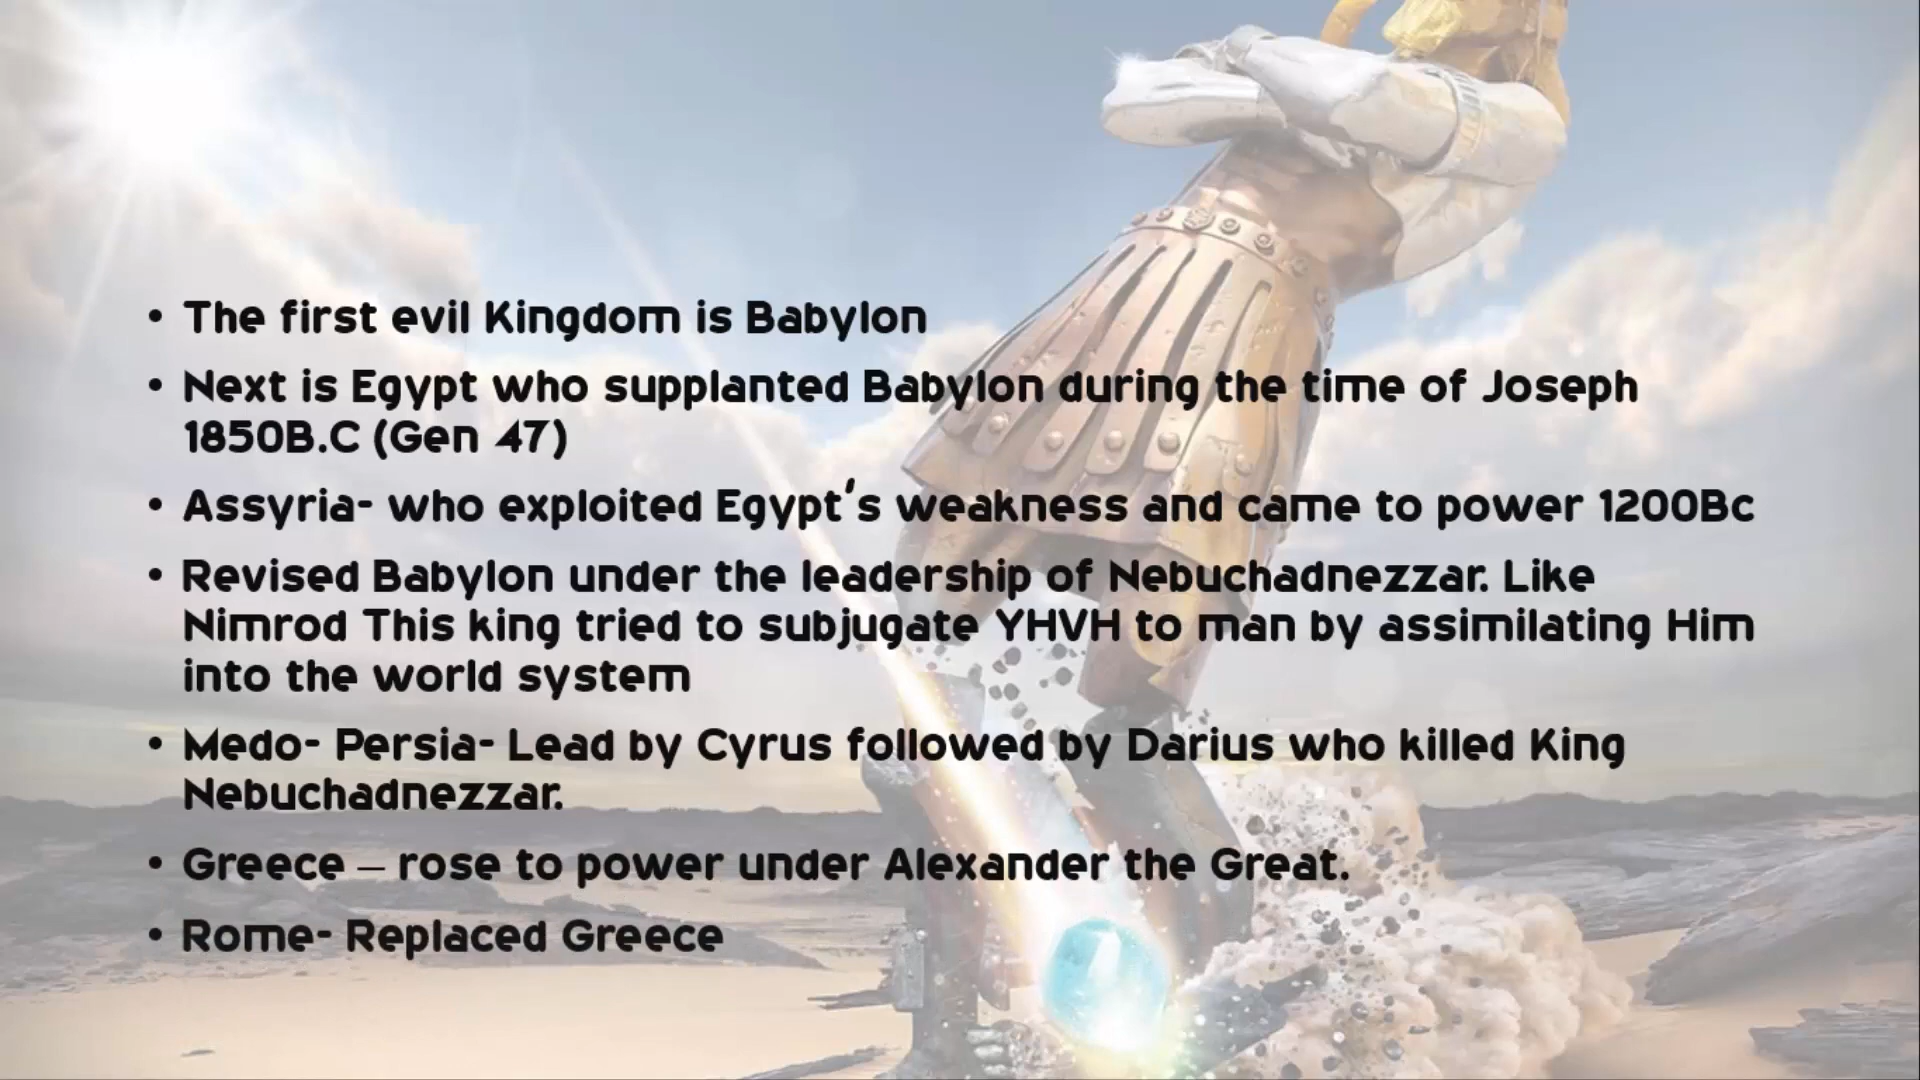 • The first evil Kingdom is Babylon
• Next is Egypt who supplanted Babylon during the time of Joseph
1850B.C (Gen 47)
• Assyria- who exploited Egypt's weakness and came to power 1200Bc
• Revised Babylon under the leadership of Nebuchadnezzar. Like
Nimrod This king tried to subjugate YHVH to man by assimilating Him
into the world system
• Medo- Persia- Lead by Cyrus followed by Darius who killed King
Nebuchadnezzar.
• Greece – rose to power under Alexander the Great.
• Rome- Replaced Greece